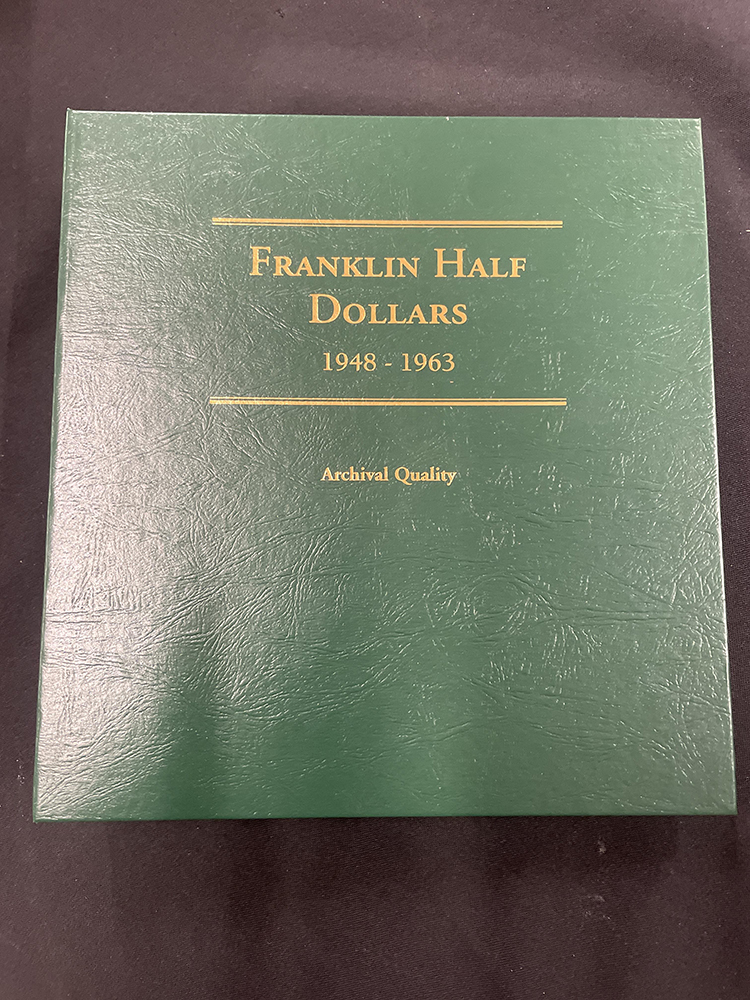 Franklin Half
Dollars
1948 - 1963
Archival Quality